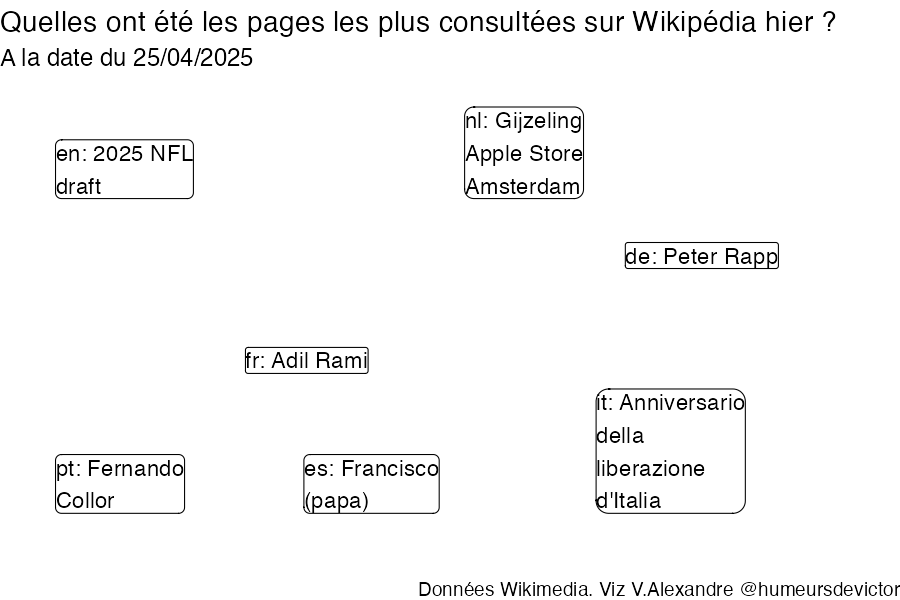 Quelles ont été les pages les plus consultées sur Wikipédia hier ?
A la date du 25/04/2025
nl: Gijzeling
Apple Store
Amsterdam
en: 2025 NFL
draft
de: Peter Rapp
fr: Adil Rami
it: Anniversario
della
liberazione
d'Italia
pt: Fernando
Collor
es: Francisco
(papa)
Données Wikimedia. Viz V.Alexandre @humeursdevictor